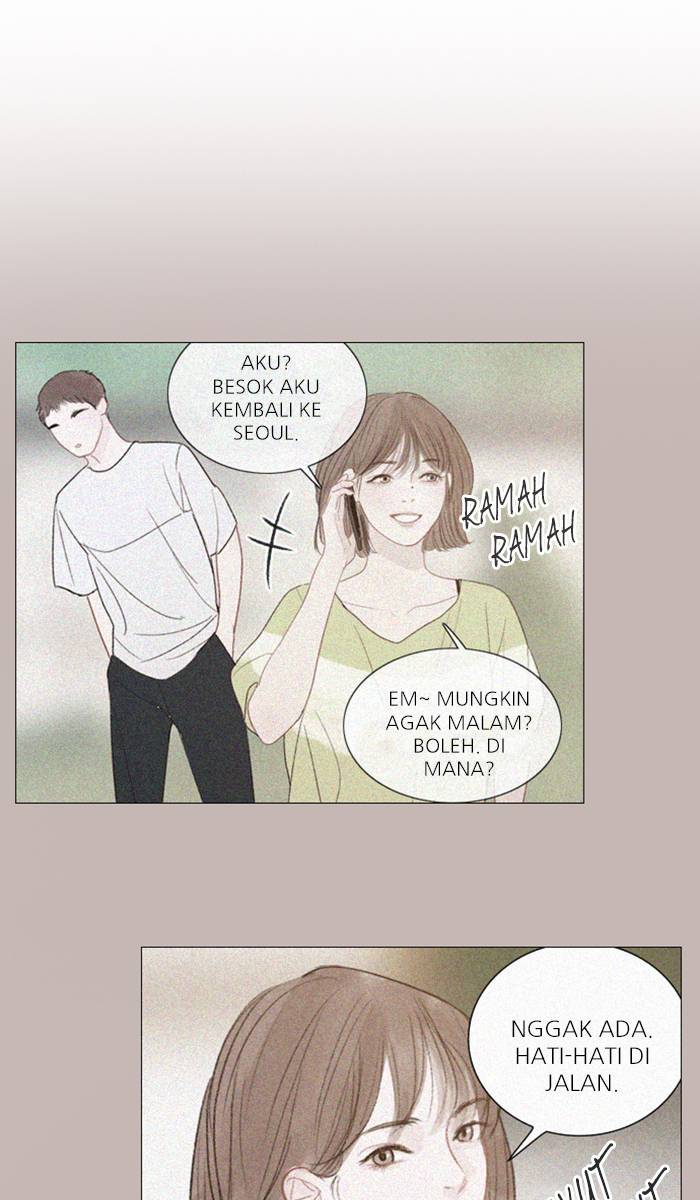 AKU?
BESOK AKU
KEMBALI KE
SEOUL.
RAMAH
RAMAH
EM~ MUNGKIN
AGAK MALAM?
BOLEH. DI
MANA?
NGGAK ADA.
HATI-HATI DI
JALAN.